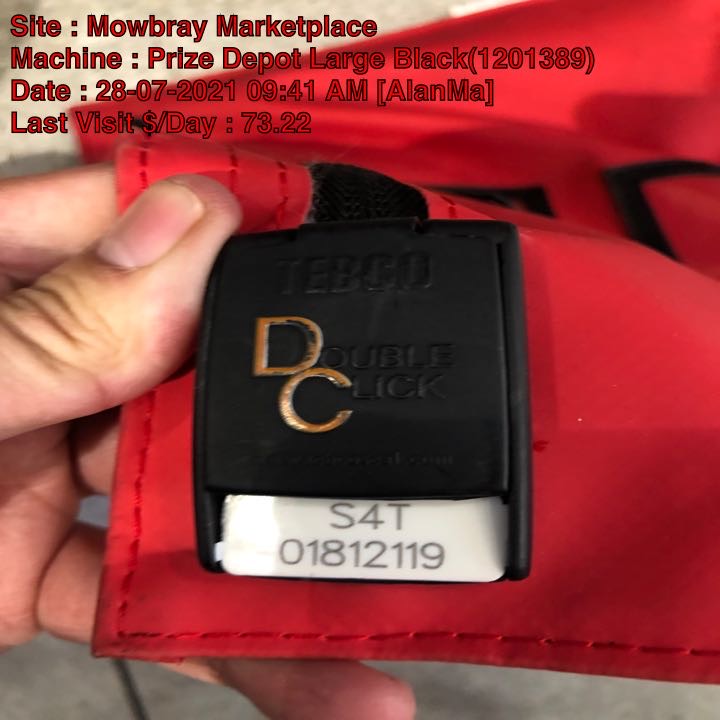 Site : Mowbray Marketplace
Machine : Prize Depot Large Black(1201389)
Date : 28-07-2021 09:41 AM [AlanMa]
Last Visit $/Day : 73.22
TEBCO
DOUBLE
CLICK
S4T
01812119